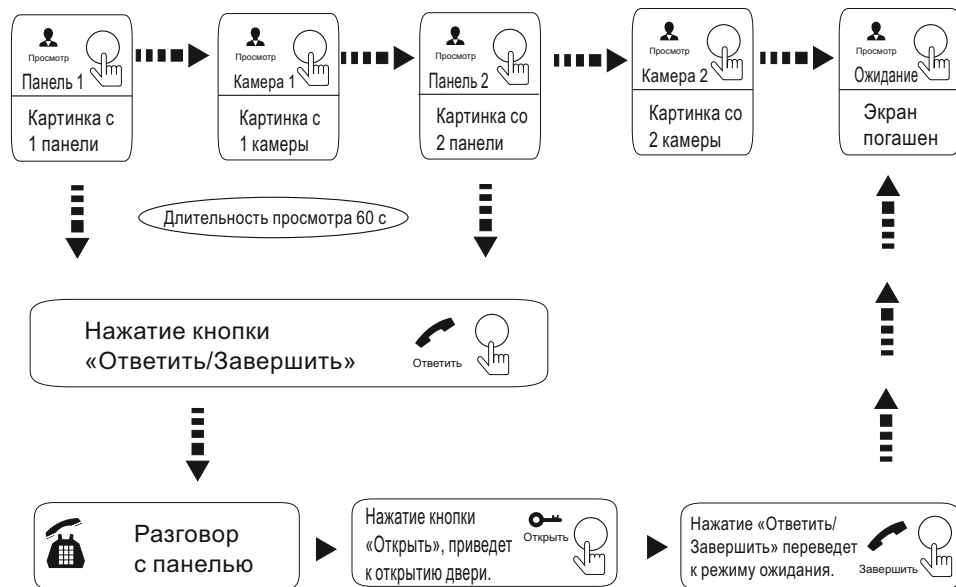 Просмотр
Панель 1
Картинка с
1 панели
Просмотр
Камера 1
Картинка с
1 камеры
Просмотр
Панель 2
Картинка со
2 панели
Просмотр
Камера 2
Картинка со
2 камеры
Просмотр
Ожидание
Экран
погашен
Длительность просмотра 60 с
Нажатие кнопки
«Ответить/Завершить»
Ответить
Разговор
с панелью
Нажатие кнопки
«Открыть», приведет
к открытию двери.
Открыть
Нажатие «Ответить/
Завершить» переведет
к режиму ожидания.
Завершить